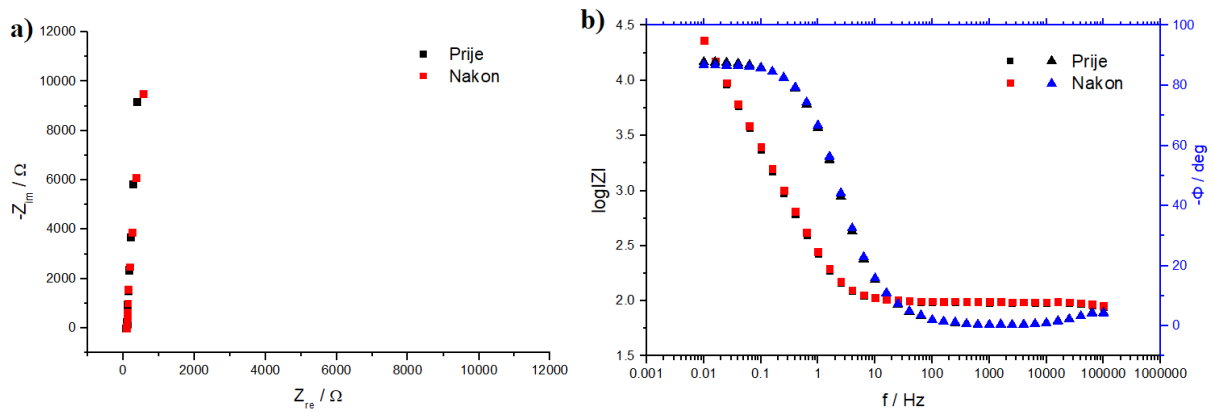 a)
12000
10000
8000
6000
4000
2000
0
-Z_im / Ω
Prije
Nakon
0 2000 4000 6000 8000 10000 12000
Z_re / Ω
b)
4.5
4.0
3.5
3.0
2.5
2.0
1.5
log|Z|
Prije
Nakon
100
80
60
40
20
0
-Φ / deg
0.001 0.01 0.1 1 10 100 1000 10000 100000 1000000
f / Hz